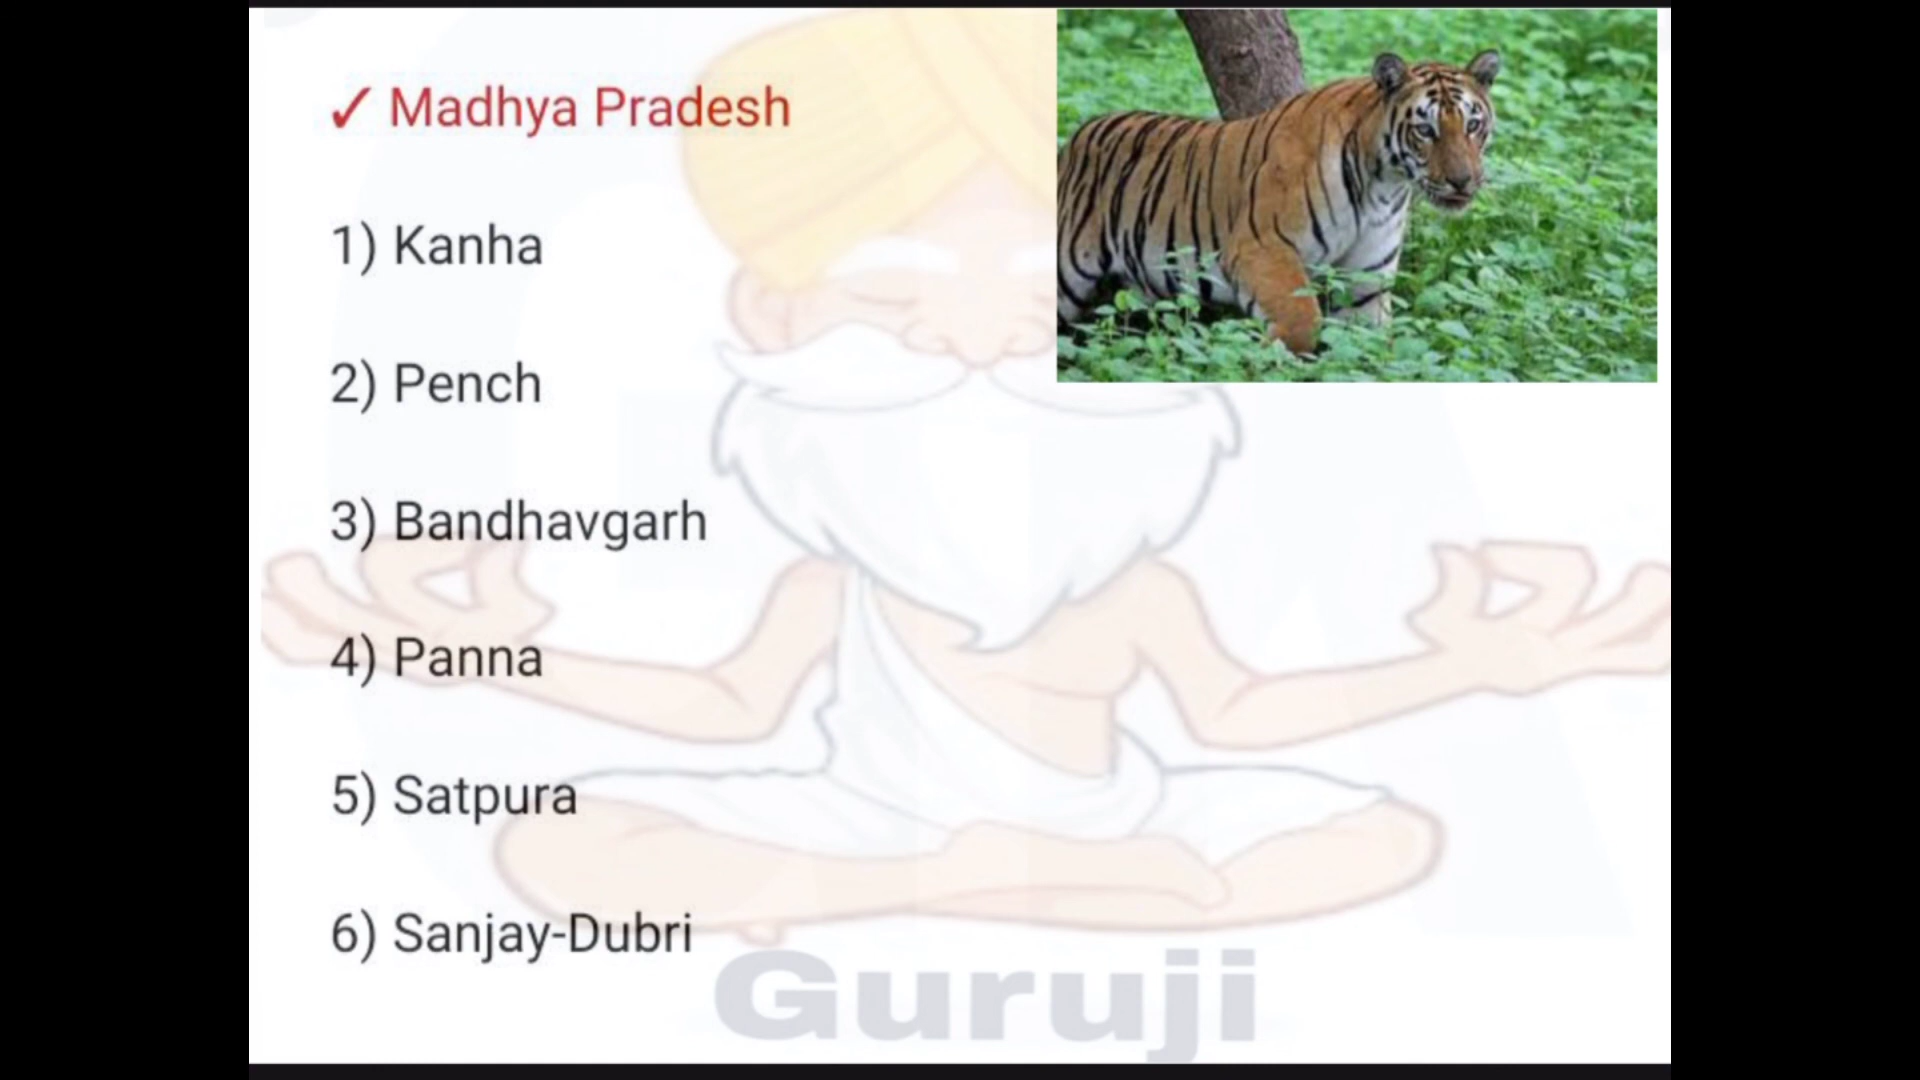 ✓ Madhya Pradesh
1) Kanha
2) Pench
3) Bandhavgarh
4) Panna
5) Satpura
6) Sanjay-Dubri
Guruji